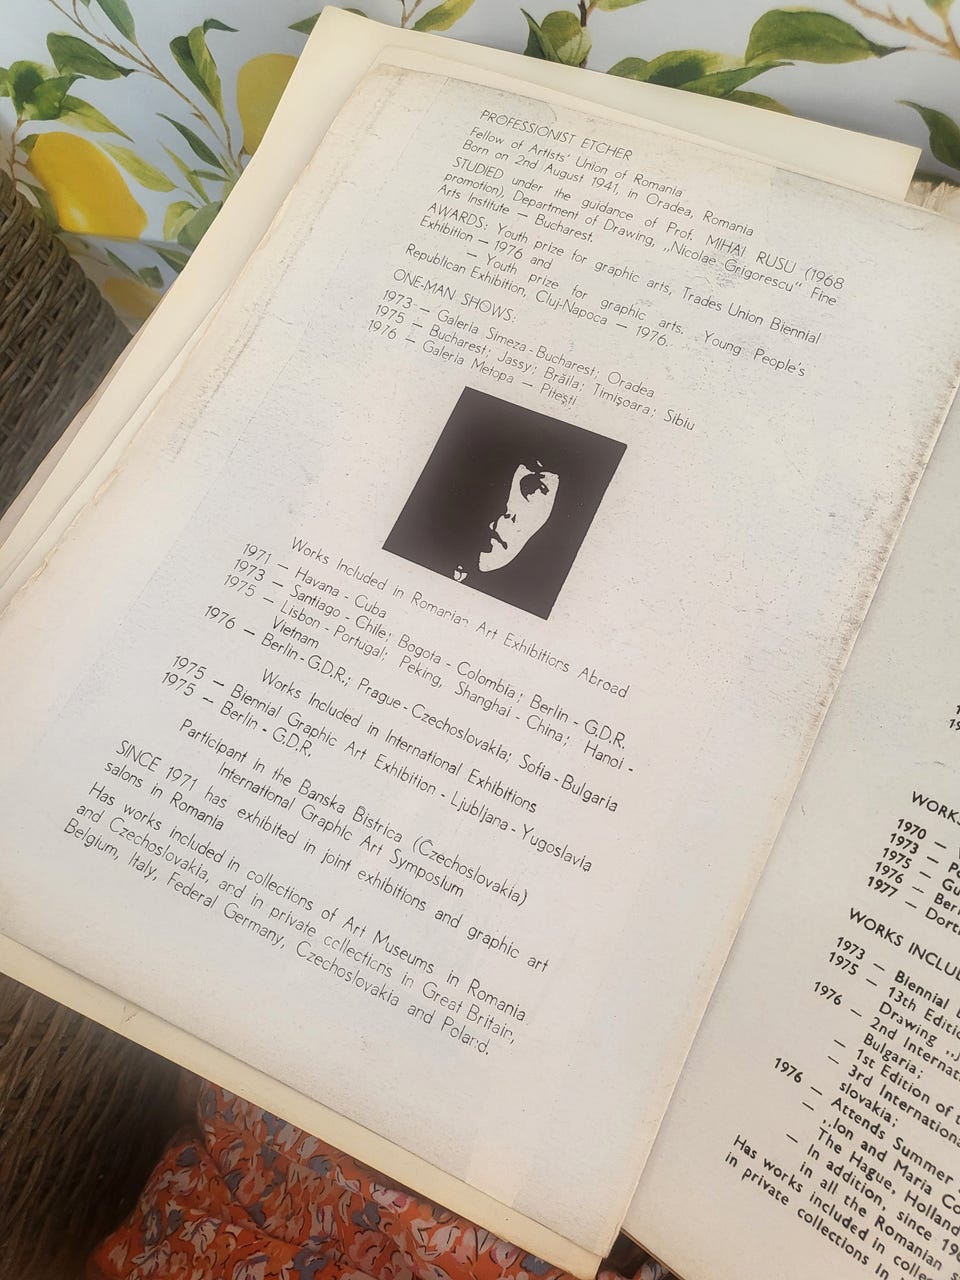 PROFESSIONIST ETCHER
Fellow of Artists' Union of Romania
Born on 2nd August 1941, in Oradea, Romania
STUDIED under the guidance of Prof. MIHAI RUSU (1968
promotion), Department of Drawing, „Nicolae Grigorescu" Fine
Arts Institute — Bucharest.
AWARDS: Youth prize for graphic arts, Trades Union Biennial
Exhibition — 1976 and
— Youth prize for graphic arts, Young People's
Republican Exhibition, Cluj-Napoca — 1976.
ONE-MAN SHOWS:
1973 — Galeria Simeza - Bucharest; Oradea
1975 — Bucharest; Jassy; Brăila; Timişoara; Sibiu
1976 — Galeria Metopa — Piteşti
Works Included in Romanian Art Exhibitions Abroad
1971 — Havana - Cuba
1973 — Santiago - Chile; Bogota - Colombia; Berlin - G.D.R.
1975 — Lisbon - Portugal; Peking, Shanghai - China; Hanoi -
Vietnam
1976 — Berlin - G.D.R.; Prague - Czechoslovakia; Sofia - Bulgaria
Works Included in International Exhibitions
1975 — Biennial Graphic Art Exhibition - Ljubljana - Yugoslavia
1975 — Berlin - G.D.R.
Participant in the Banska Bistrica (Czechoslovakia)
International Graphic Art Symposium
SINCE 1971 has exhibited in joint exhibitions and graphic art
salons in Romania
Has works included in collections of Art Museums in Romania
and Czechoslovakia, and in private collections in Great Britain,
Belgium, Italy, Federal Germany, Czechoslovakia and Poland.
WORKS
1970 —
1973 —
1975 —
1976 —
1977 —
WORKS
1973 — Biennial
1975 — 13th
Drawing
1976 — 2nd
Bulgaria;
— 1st Edition of
— 3rd
slovakia;
1976 — Attends Summer
— „Ion and Maria
— The Hague, Holland
— In addition, since
in all the Romanian
Has works included in
in private collections in